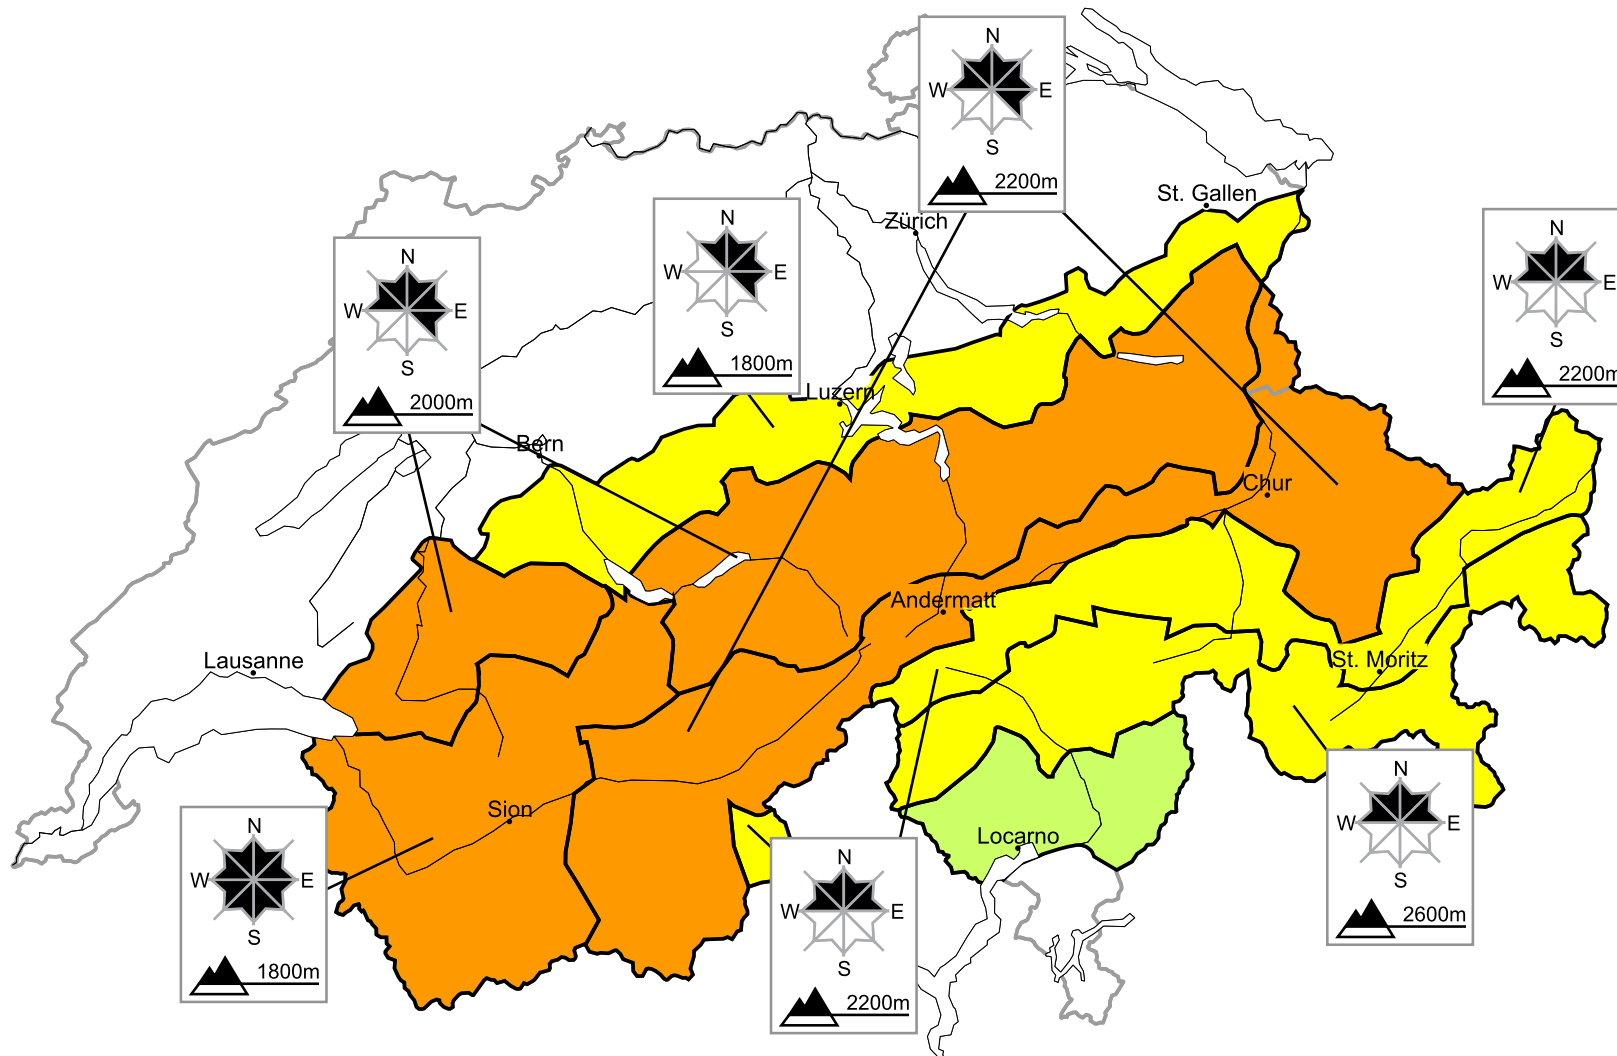 N
W E
S
2200m
St. Gallen
Zürich
N
W E
S
1800m
N
W E
S
2200m
N
W E
S
2000m
Luzern
Bern
Chur
Andermatt
Lausanne
St. Moritz
Sion
Locarno
N
W E
S
1800m
N
W E
S
2200m
N
W E
S
2600m